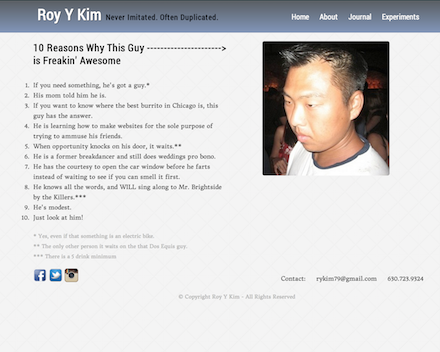 Roy Y Kim Never Imitated. Often Duplicated.
Home About Journal Experiments
10 Reasons Why This Guy ---------------------->
is Freakin' Awesome
1. If you need something, he's got a guy.*
2. His mom told him he is.
3. If you want to know where the best burrito in Chicago is, this
guy has the answer.
4. He is learning how to make websites for the sole purpose of
trying to ammuse his friends.
5. When opportunity knocks on his door, it waits.**
6. He is a former breakdancer and still does weddings pro bono.
7. He has the courtesy to open the car window before he farts
instead of waiting to see if you can smell it first.
8. He knows all the words, and WILL sing along to Mr. Brightside
by the Killers.***
9. He's modest.
10. Just look at him!
* Yes, even if that something is an electric bike.
** The only other person it waits on the that Dos Equis guy.
*** There is a 5 drink minimum
Contact: rykim79@gmail.com 630.723.9324
© Copyright Roy Y Kim - All Rights Reserved